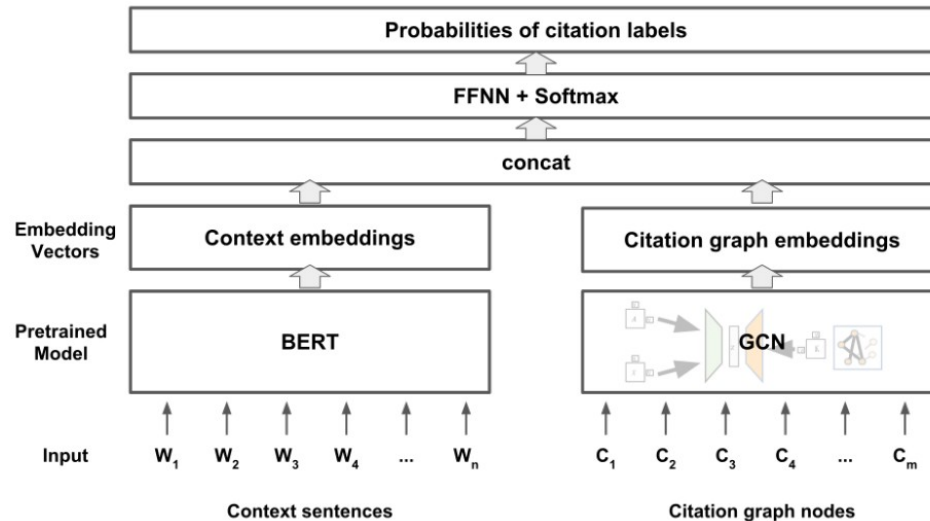 Probabilities of citation labels
FFNN + Softmax
concat
Embedding Vectors
Context embeddings
Citation graph embeddings
Pretrained Model
BERT
GCN
Input
W1 W2 W3 W4 ... Wn
C1 C2 C3 C4 ... Cm
Context sentences
Citation graph nodes